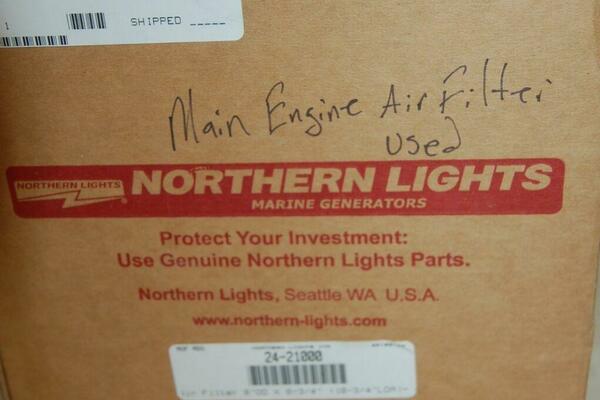 1
SHIPPED
Main Engine Air Filter
used
NORTHERN LIGHTS
NORTHERN LIGHTS
MARINE GENERATORS
Protect Your Investment:
Use Genuine Northern Lights Parts.
Northern Lights, Seattle WA U.S.A.
www.northern-lights.com
24-21000